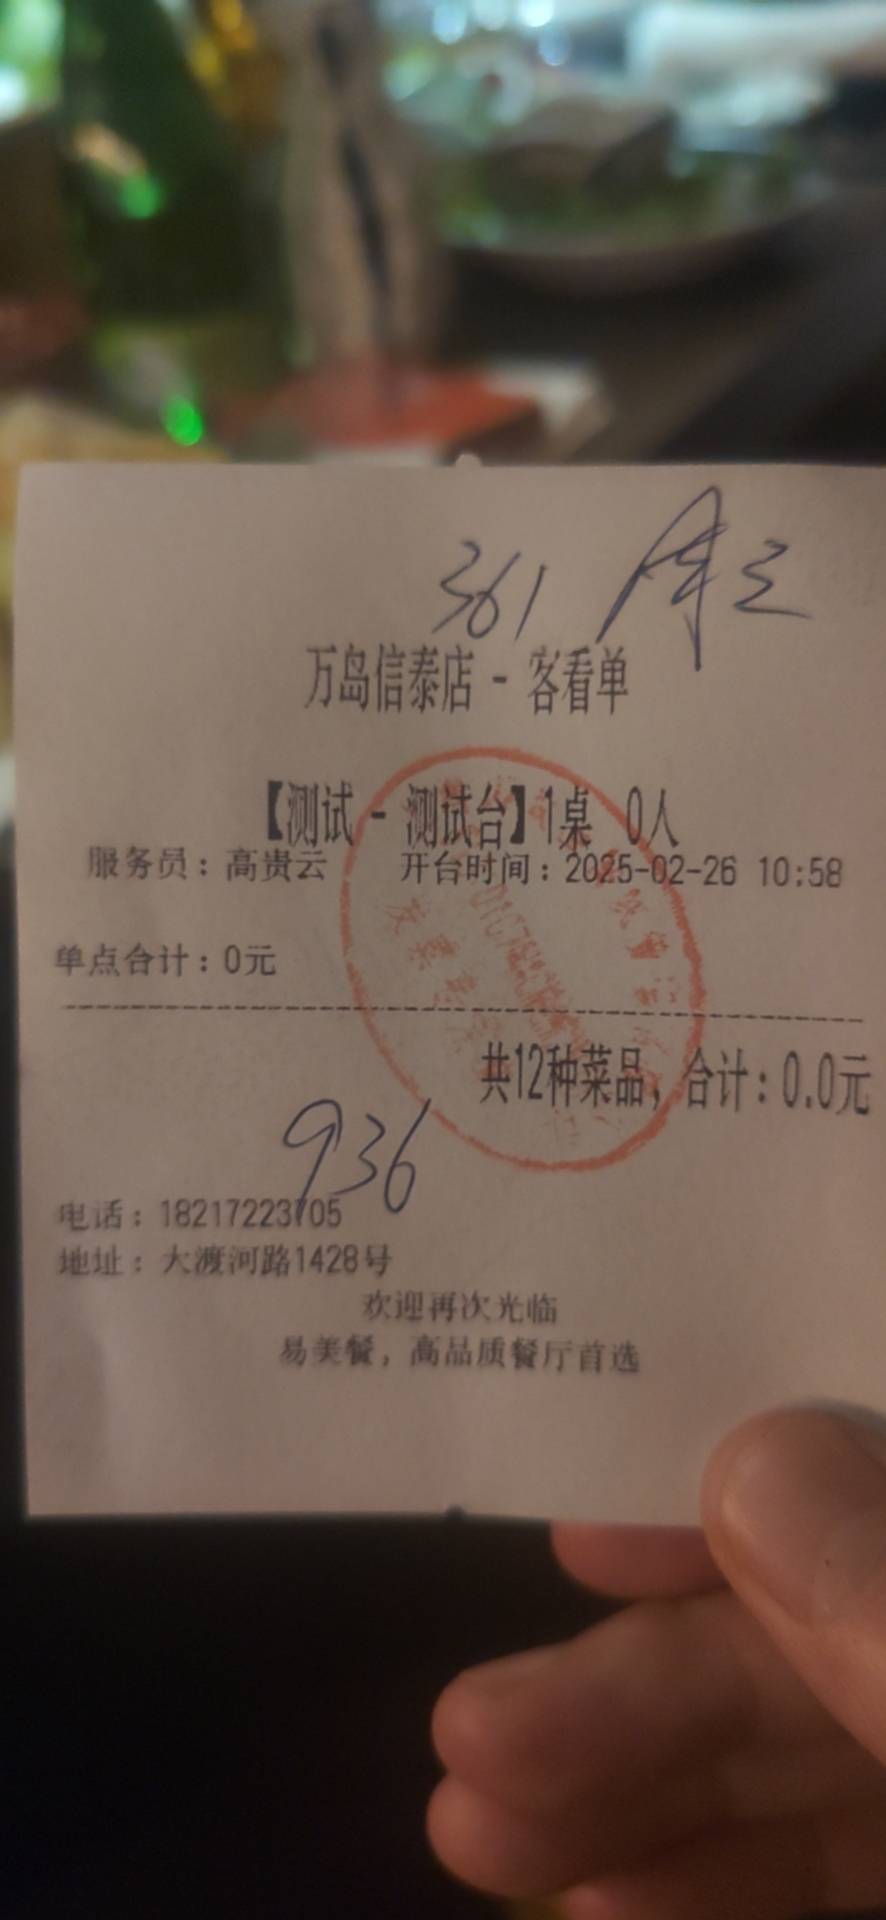 361
万岛信泰店 - 客看单
【测试 - 测试台】1桌 0人
服务员：高贵云 开台时间：2025-02-26 10:58
单点合计：0元
共12种菜品，合计：0.0元
936
电话：18217223705
地址：大渡河路1428号
欢迎再次光临
易美餐，高品质餐厅首选